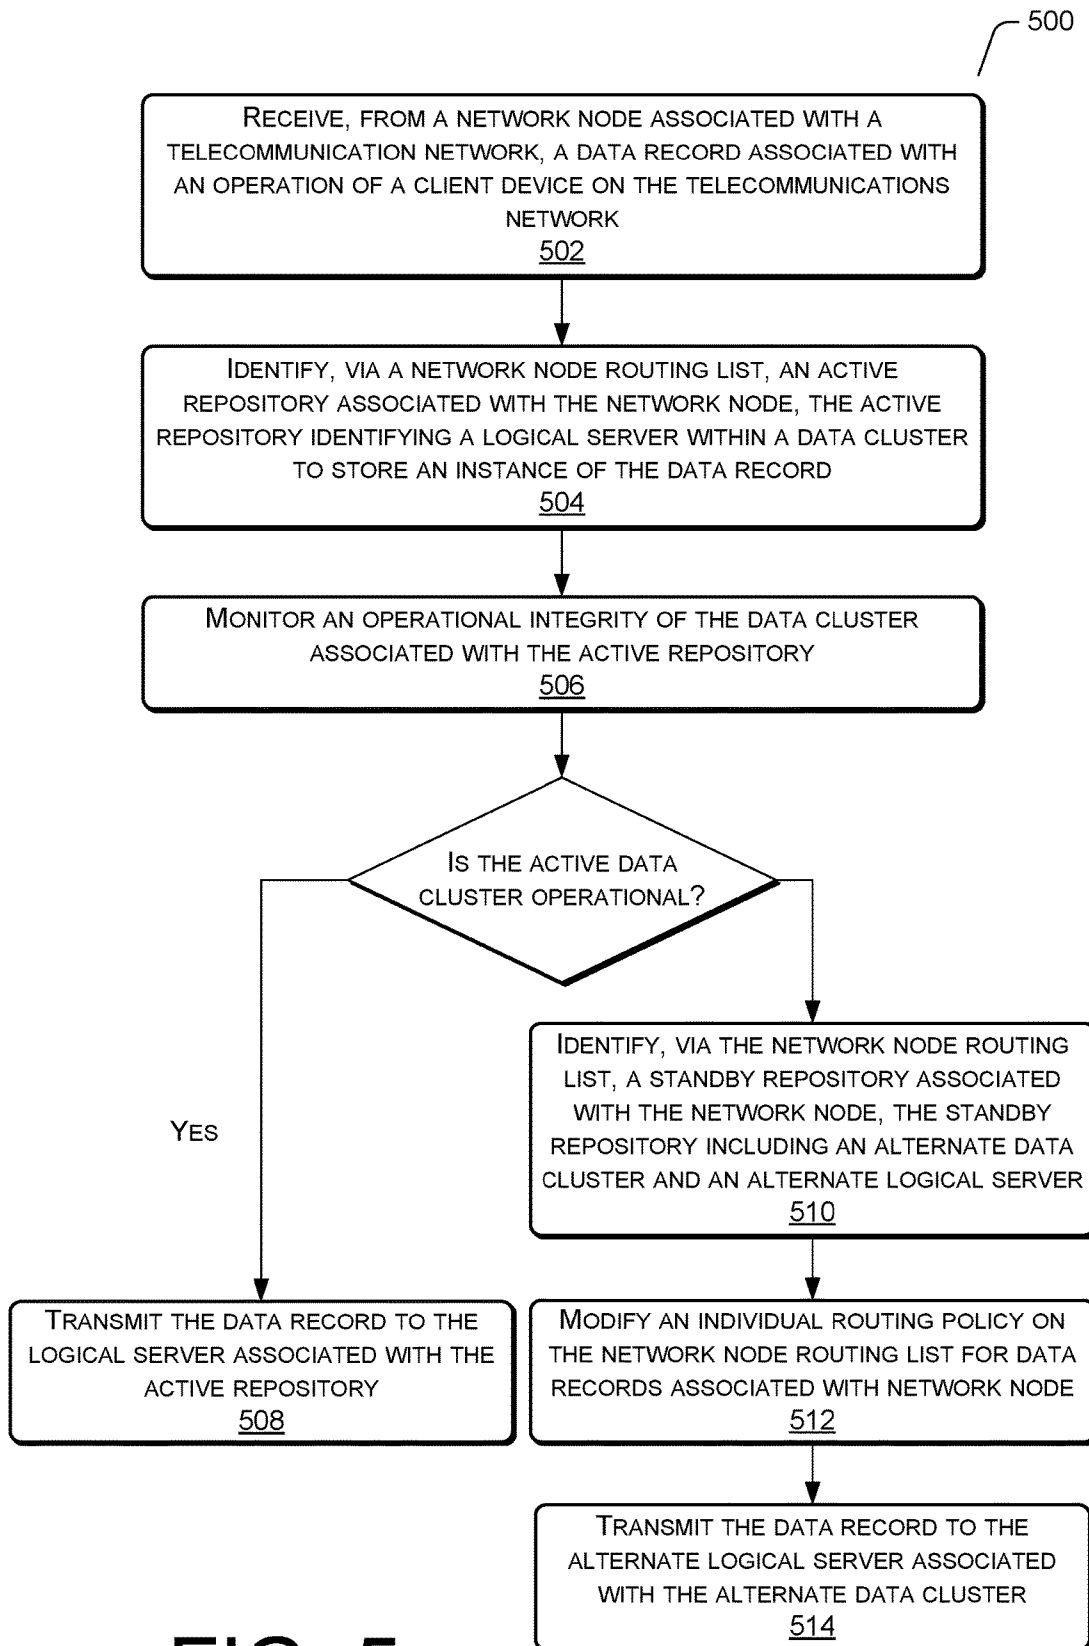 500
RECEIVE, FROM A NETWORK NODE ASSOCIATED WITH A
TELECOMMUNICATION NETWORK, A DATA RECORD ASSOCIATED WITH
AN OPERATION OF A CLIENT DEVICE ON THE TELECOMMUNICATIONS
NETWORK
502
IDENTIFY, VIA A NETWORK NODE ROUTING LIST, AN ACTIVE
REPOSITORY ASSOCIATED WITH THE NETWORK NODE, THE ACTIVE
REPOSITORY IDENTIFYING A LOGICAL SERVER WITHIN A DATA CLUSTER
TO STORE AN INSTANCE OF THE DATA RECORD
504
MONITOR AN OPERATIONAL INTEGRITY OF THE DATA CLUSTER
ASSOCIATED WITH THE ACTIVE REPOSITORY
506
IS THE ACTIVE DATA
CLUSTER OPERATIONAL?
YES
TRANSMIT THE DATA RECORD TO THE
LOGICAL SERVER ASSOCIATED WITH THE
ACTIVE REPOSITORY
508
IDENTIFY, VIA THE NETWORK NODE ROUTING
LIST, A STANDBY REPOSITORY ASSOCIATED
WITH THE NETWORK NODE, THE STANDBY
REPOSITORY INCLUDING AN ALTERNATE DATA
CLUSTER AND AN ALTERNATE LOGICAL SERVER
510
MODIFY AN INDIVIDUAL ROUTING POLICY ON
THE NETWORK NODE ROUTING LIST FOR DATA
RECORDS ASSOCIATED WITH NETWORK NODE
512
TRANSMIT THE DATA RECORD TO THE
ALTERNATE LOGICAL SERVER ASSOCIATED
WITH THE ALTERNATE DATA CLUSTER
514